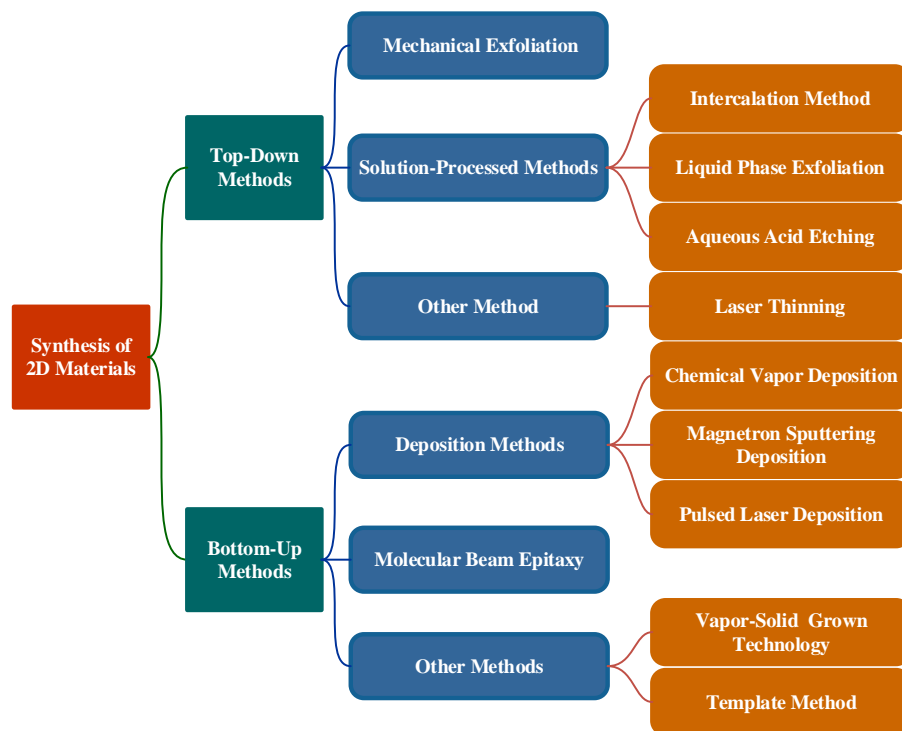 Synthesis of
2D Materials
Top-Down
Methods
Mechanical Exfoliation
Solution-Processed Methods
Intercalation Method
Liquid Phase Exfoliation
Aqueous Acid Etching
Other Method
Laser Thinning
Bottom-Up
Methods
Deposition Methods
Chemical Vapor Deposition
Magnetron Sputtering
Deposition
Pulsed Laser Deposition
Molecular Beam Epitaxy
Other Methods
Vapor-Solid Grown
Technology
Template Method